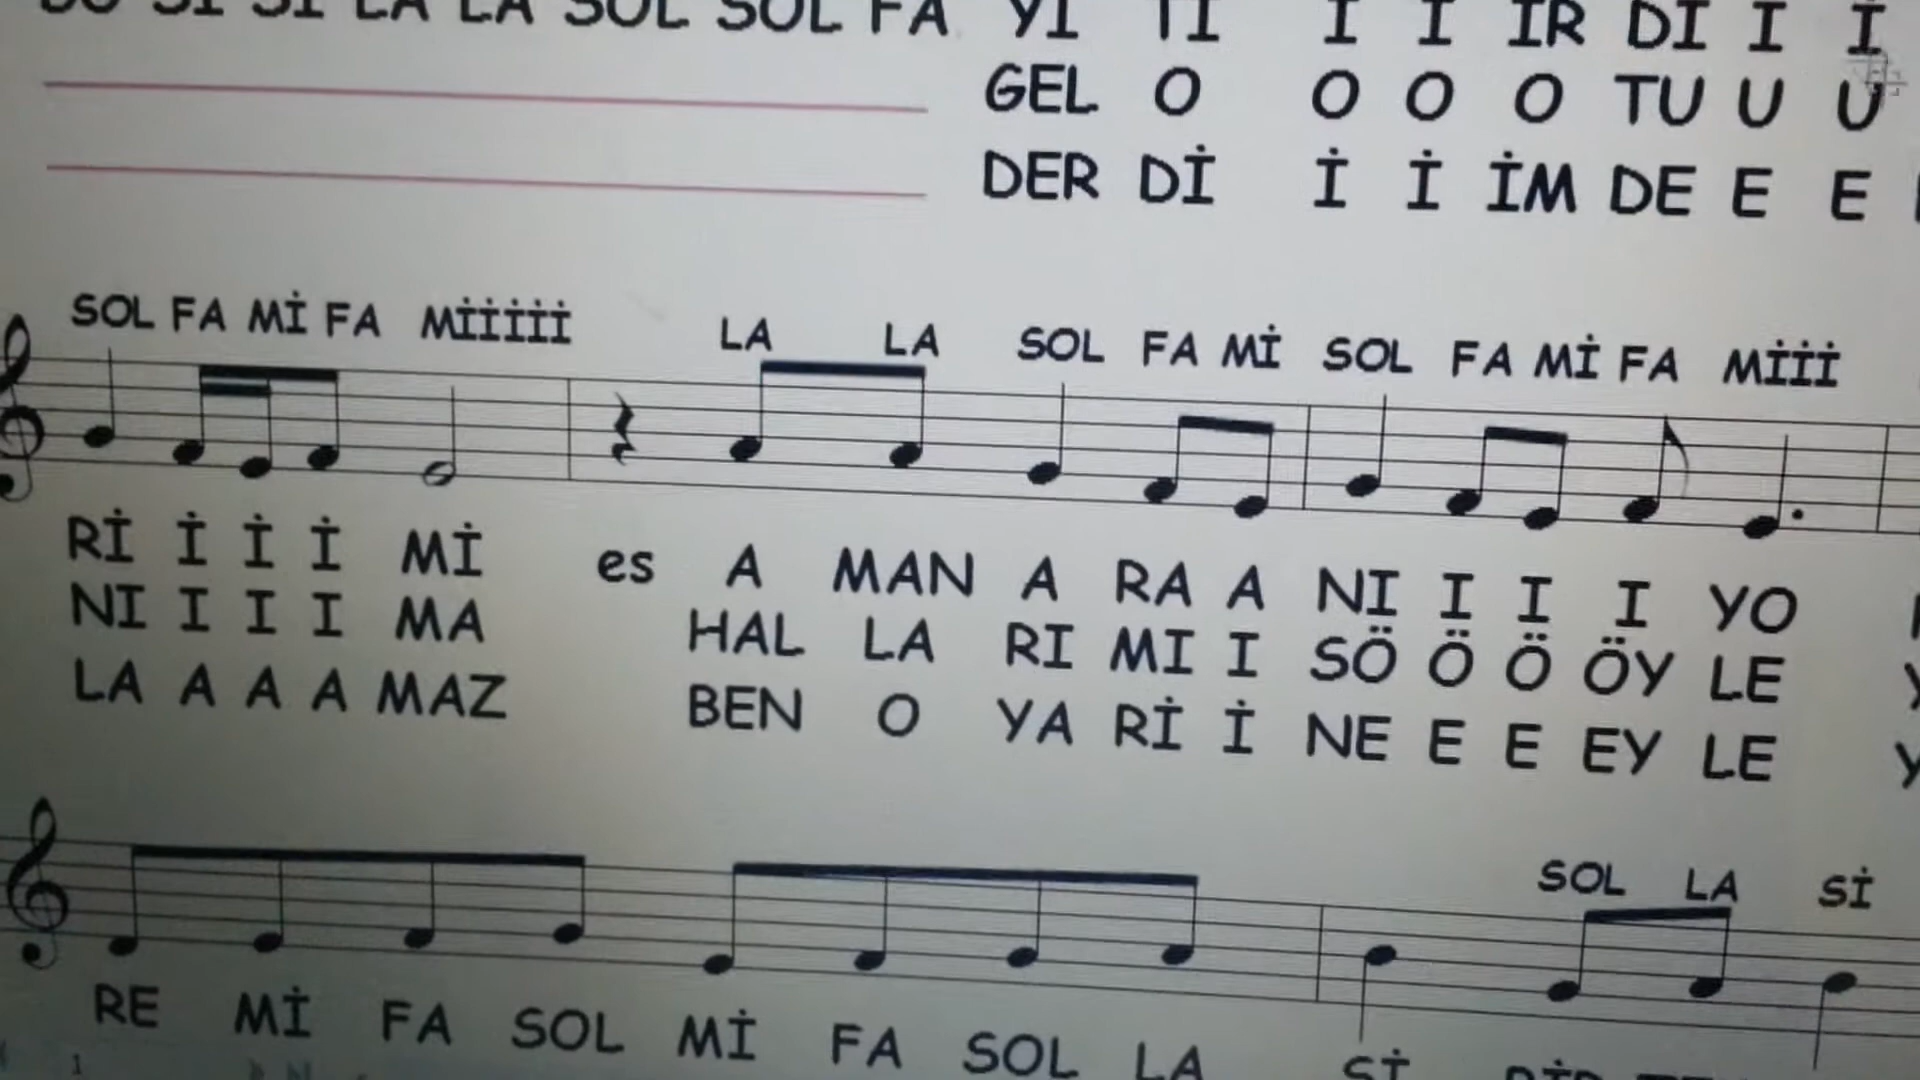 Sİ Sİ LA LA SOL SOL FA YI TI I I IR DI I I
GEL O O O O TU U U
DER Dİ İ İ İM DE E E
SOL FA Mİ FA Mİİİİİ LA LA SOL FA Mİ SOL FA Mİ FA Mİİİ
Rİ İ İ İ Mİ es A MAN A RA A NI I I I YO
NI I I I MA HAL LA RI MI I SÖ Ö Ö ÖY LE
LA A A A MAZ BEN O YA Rİ İ NE E E EY LE
SOL LA Sİ
RE Mİ FA SOL Mİ FA SOL LA Sİ
1